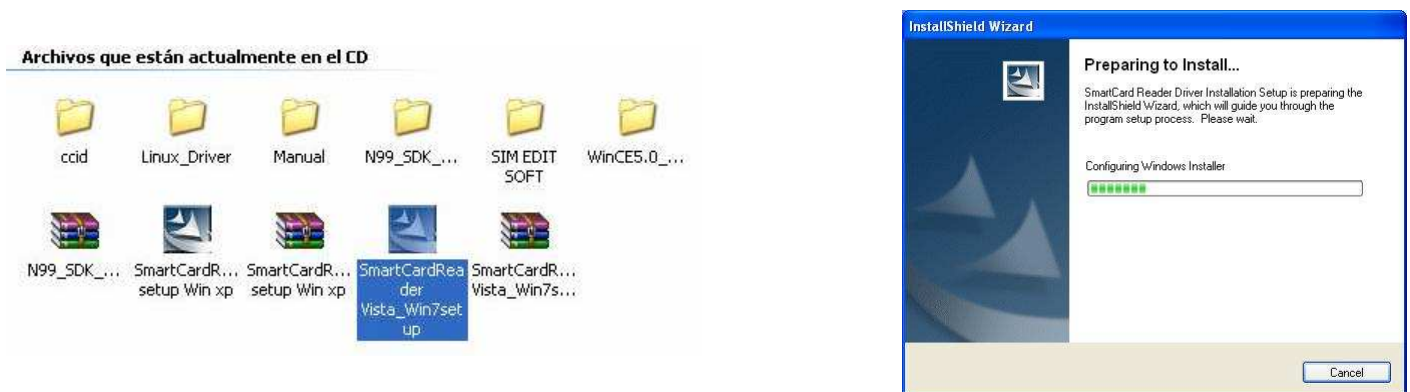 Archivos que están actualmente en el CD
ccid
Linux_Driver
Manual
N99_SDK_...
SIM EDIT
SOFT
WinCE5.0_...
N99_SDK_...
SmartCardR...
setup Win xp
SmartCardR...
setup Win xp
SmartCardRea
der
Vista_Win7set
up
SmartCardR...
Vista_Win7s...
InstallShield Wizard
Preparing to Install...
SmartCard Reader Driver Installation Setup is preparing the
InstallShield Wizard, which will guide you through the
program setup process. Please wait.
Configuring Windows Installer
Cancel